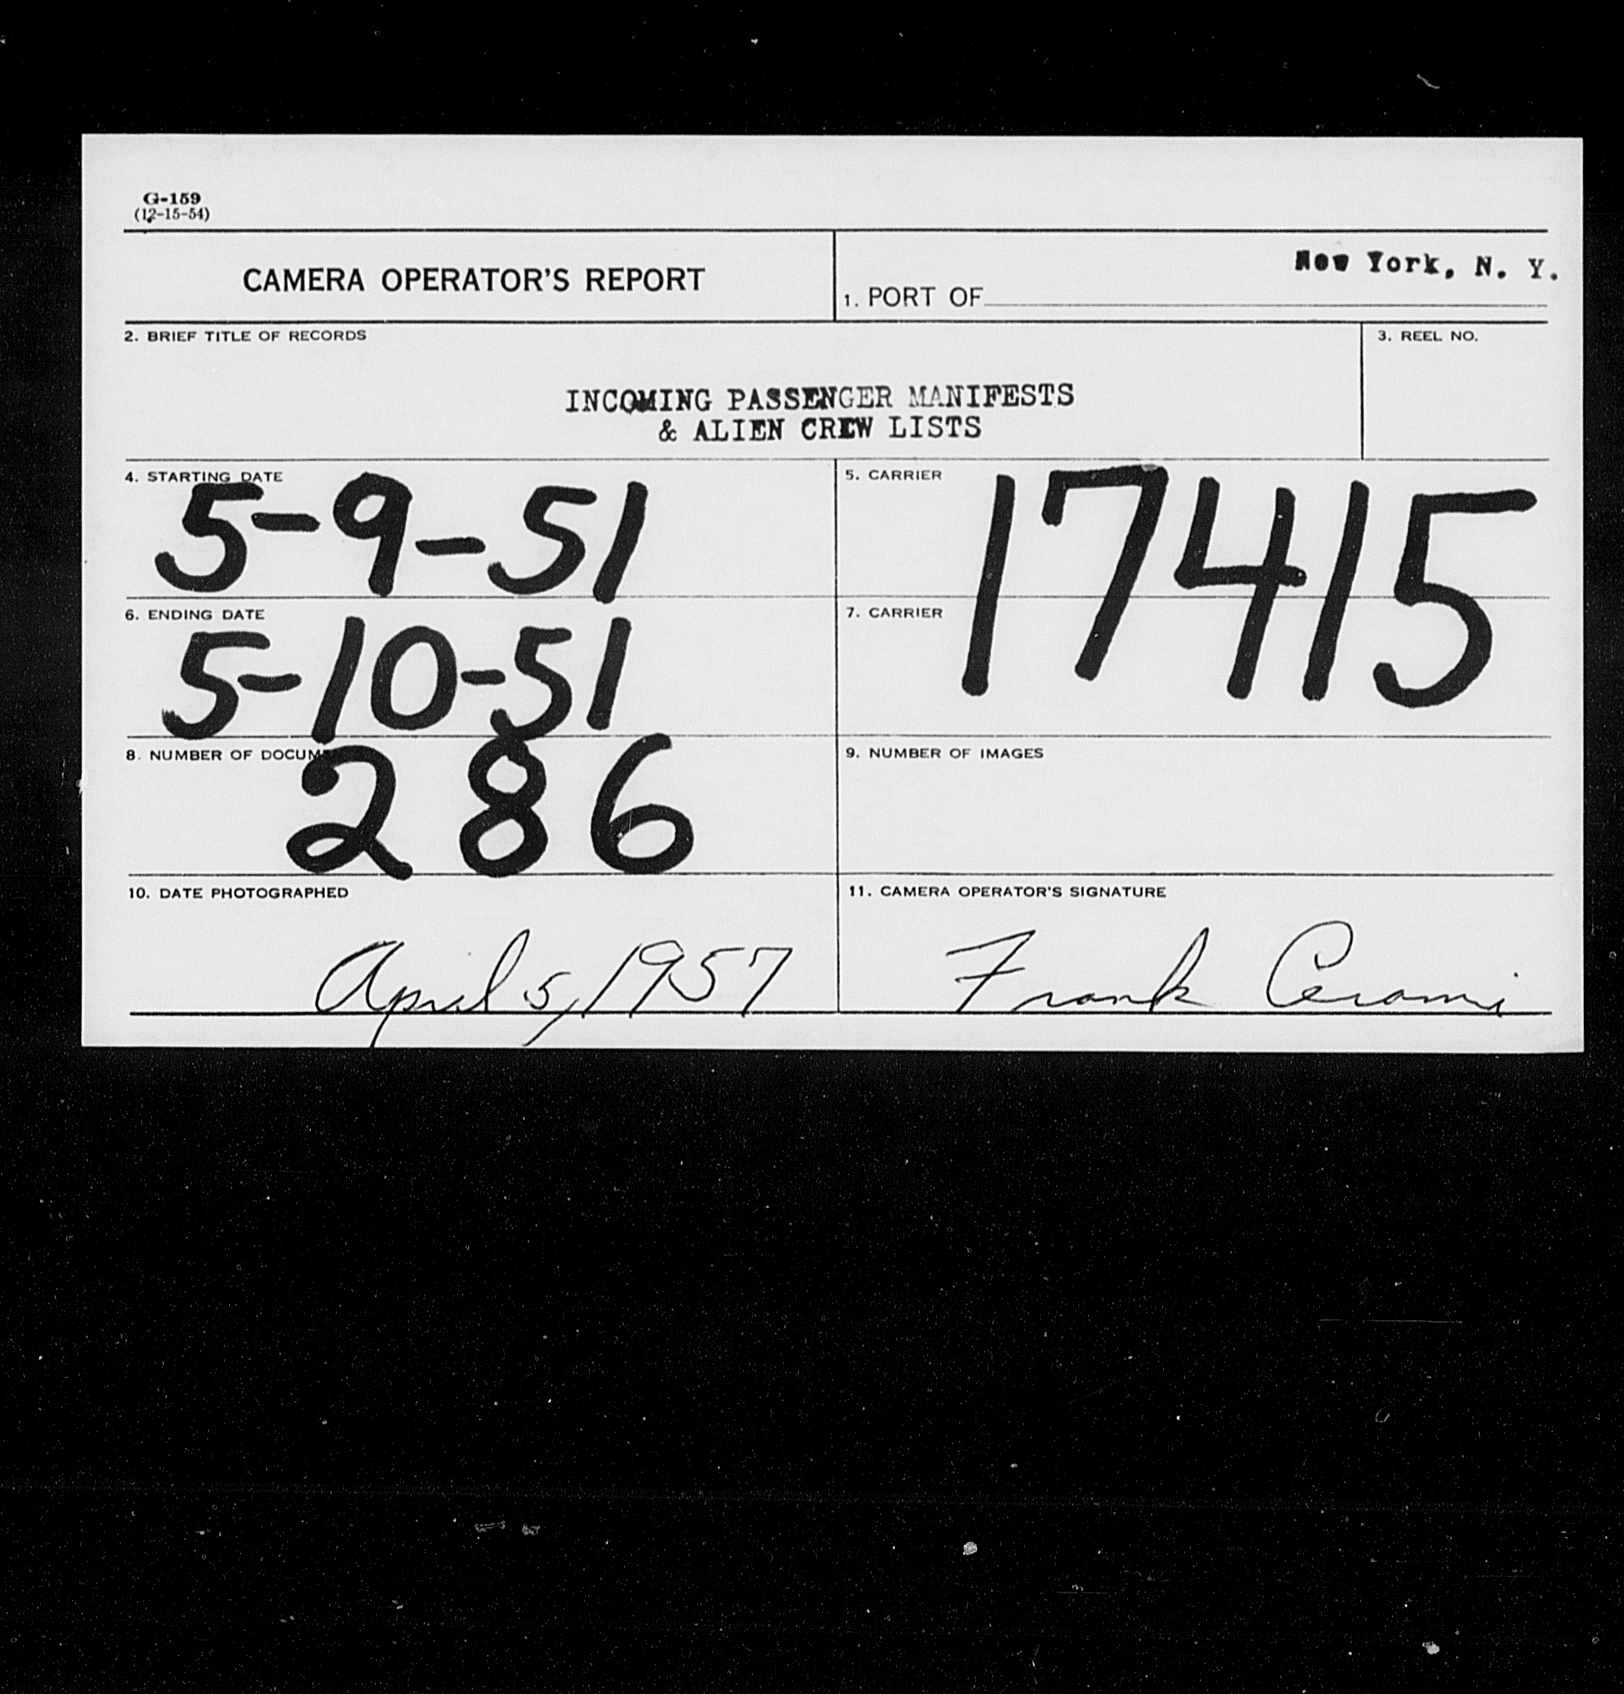 G-159
(12-15-54)
CAMERA OPERATOR'S REPORT
1. PORT OF New York, N. Y.
2. BRIEF TITLE OF RECORDS
3. REEL NO.
INCOMING PASSENGER MANIFESTS
& ALIEN CREW LISTS
4. STARTING DATE
5-9-51
5. CARRIER
17415
6. ENDING DATE
5-10-51
7. CARRIER
8. NUMBER OF DOCUM
286
9. NUMBER OF IMAGES
10. DATE PHOTOGRAPHED
April 5, 1957
11. CAMERA OPERATOR'S SIGNATURE
Frank Cerami